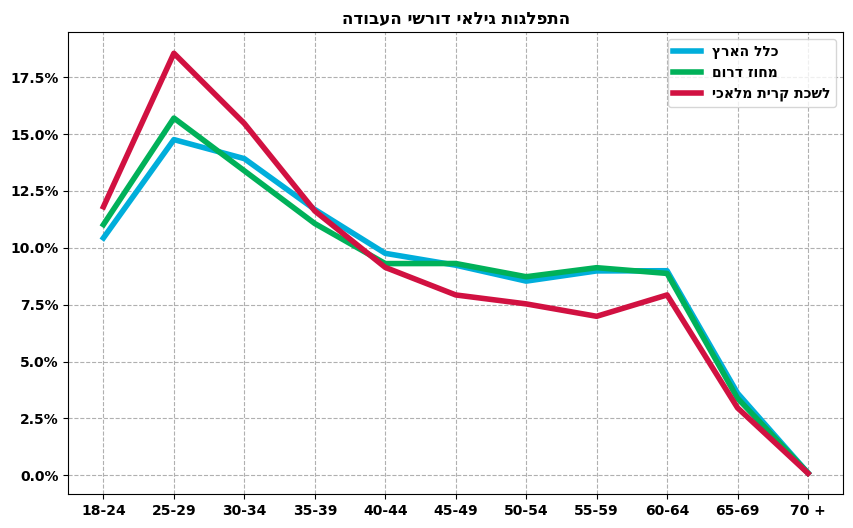 התפלגות גילאי דורשי העבודה
כלל הארץ
מחוז דרום
לשכת קרית מלאכי
17.5%
15.0%
12.5%
10.0%
7.5%
5.0%
2.5%
0.0%
18-24 25-29 30-34 35-39 40-44 45-49 50-54 55-59 60-64 65-69 70 +